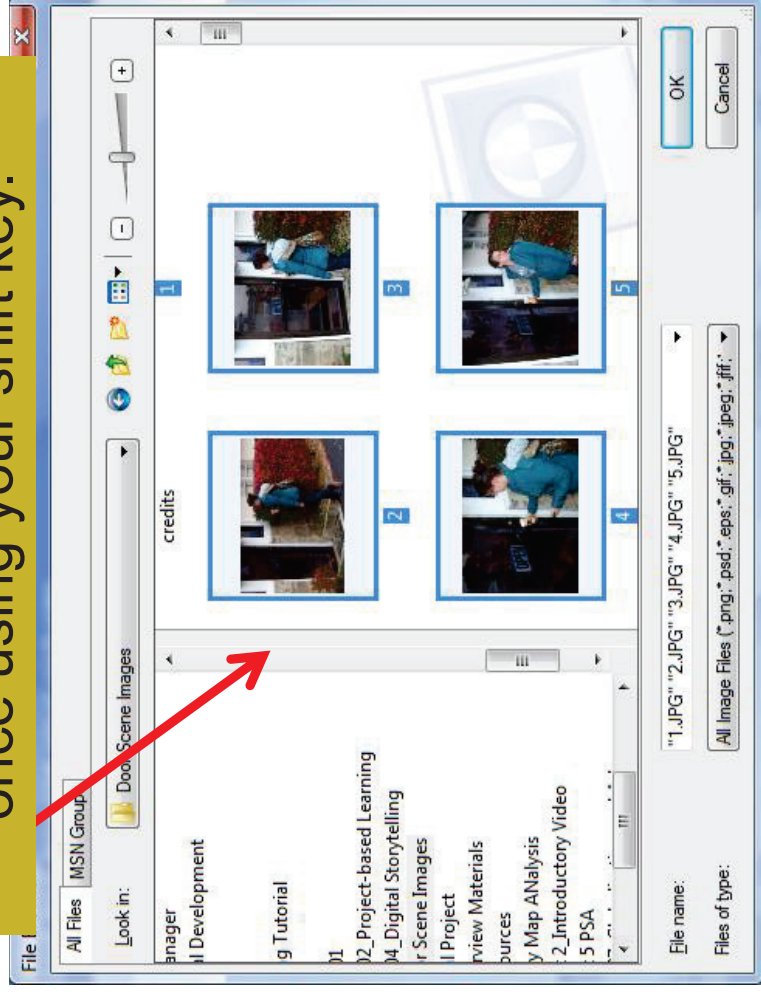 once using your shift key.
File
All Files MSN Group
Look in: Door Scene Images
anager
al Development
g Tutorial
01
02_Project-based Learning
04_Digital Storytelling
r Scene Images
l Project
rview Materials
ources
y Map ANalysis
2_Introductory Video
5 PSA
credits
1
2
3
4
5
File name: "1.JPG" "2.JPG" "3.JPG" "4.JPG" "5.JPG"
Files of type: All Image Files (*.png;*.psd;*.eps;*.gif;*.jpg;*.jpeg;*.jfif;*
OK
Cancel